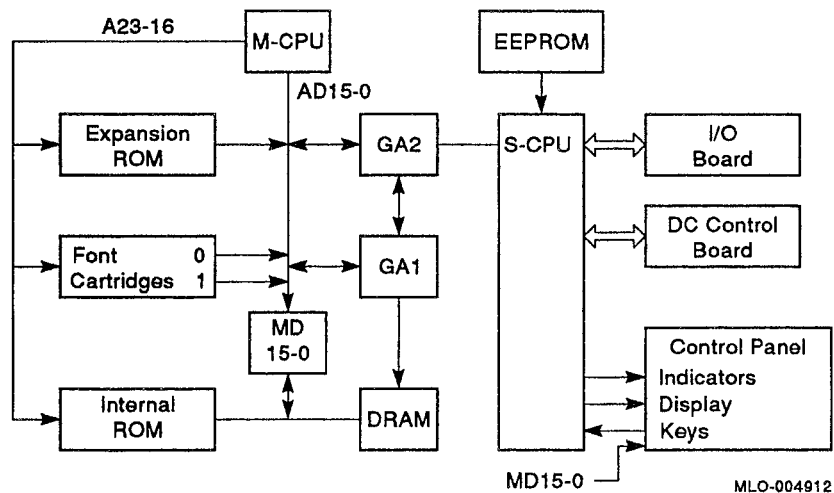 A23-16
M-CPU
EEPROM
AD15-0
Expansion
ROM
GA2
S-CPU
I/O
Board
DC Control
Board
Font 0
Cartridges 1
GA1
MD
15-0
Control Panel
Indicators
Display
Keys
Internal
ROM
DRAM
MD15-0
MLO-004912